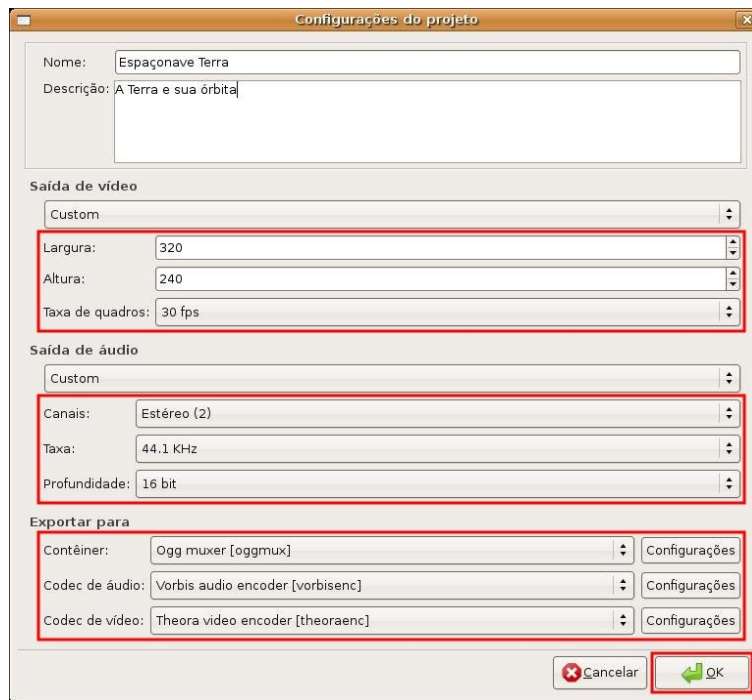 Configurações do projeto
Nome: Espaçonave Terra
Descrição: A Terra e sua órbita
Saída de vídeo
Custom
Largura: 320
Altura: 240
Taxa de quadros: 30 fps
Saída de áudio
Custom
Canais: Estéreo (2)
Taxa: 44.1 KHz
Profundidade: 16 bit
Exportar para
Contêiner: Ogg muxer [oggmux] Configurações
Codec de áudio: Vorbis audio encoder [vorbisenc] Configurações
Codec de vídeo: Theora video encoder [theoraenc] Configurações
Cancelar OK